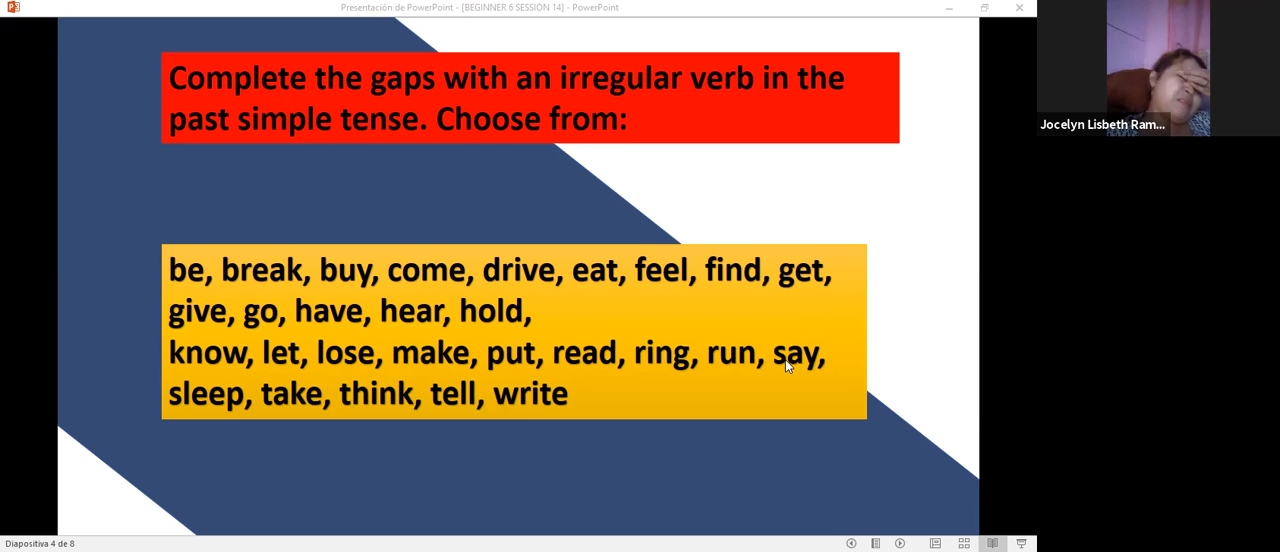 Presentación de PowerPoint - [BEGINNER 6 SESSION 14] - PowerPoint
Complete the gaps with an irregular verb in the
past simple tense. Choose from:
Jocelyn Lisbeth Ram...
be, break, buy, come, drive, eat, feel, find, get,
give, go, have, hear, hold,
know, let, lose, make, put, read, ring, run, say,
sleep, take, think, tell, write
Diapositiva 4 de 8